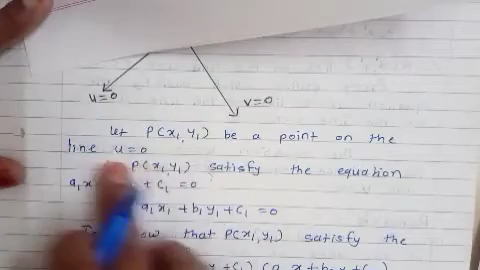 u=0
v=0
let P(x₁, y₁) be a point on the
line u=0
P(x₁, y₁) satisfy the equation
a₁x + c₁ = 0
a₁x₁ + b₁y₁ + c₁ = 0
that P(x₁, y₁) satisfy the